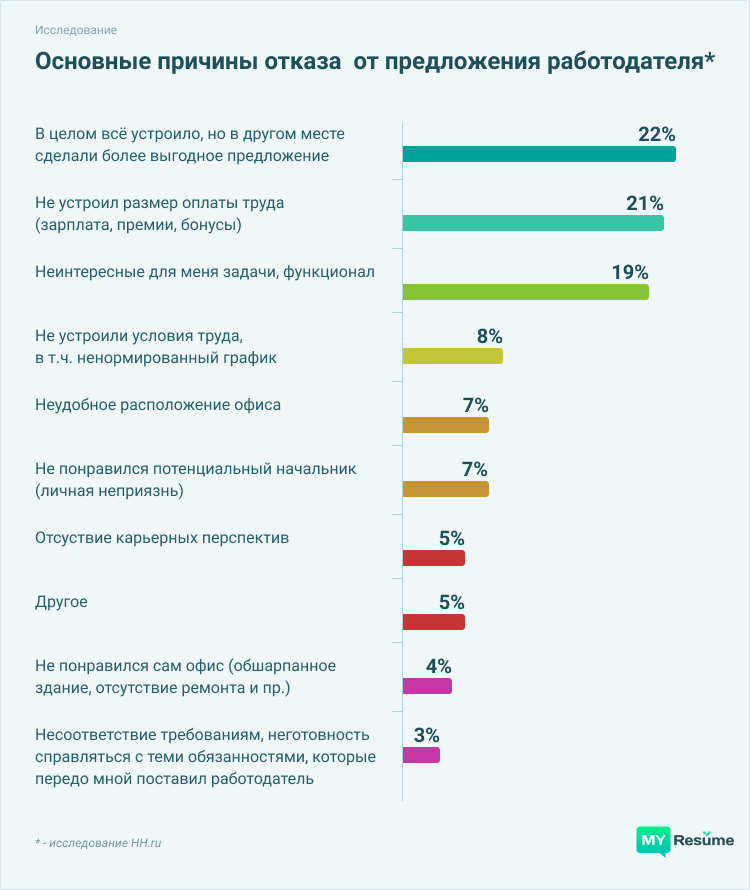 Исследование
Основные причины отказа от предложения работодателя*
В целом всё устроило, но в другом месте
сделали более выгодное предложение
22%
Не устроил размер оплаты труда
(зарплата, премии, бонусы)
21%
Неинтересные для меня задачи, функционал
19%
Не устроили условия труда,
в т.ч. ненормированный график
8%
Неудобное расположение офиса
7%
Не понравился потенциальный начальник
(личная неприязнь)
7%
Отсуствие карьерных перспектив
5%
Другое
5%
Не понравился сам офис (обшарпанное
здание, отсутствие ремонта и пр.)
4%
Несоответствие требованиям, неготовность
справляться с теми обязанностями, которые
передо мной поставил работодатель
3%
* - исследование HH.ru
MY Resume